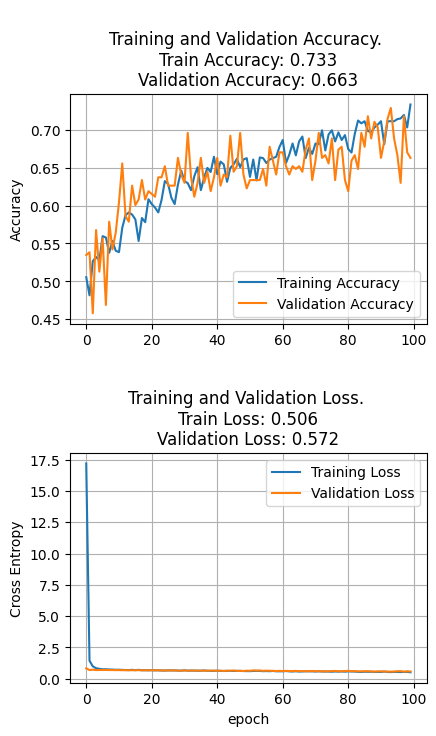 Training and Validation Accuracy.
Train Accuracy: 0.733
Validation Accuracy: 0.663
0.70
0.65
0.60
0.55
0.50
0.45
Accuracy
Training Accuracy
Validation Accuracy
0
20
40
60
80
100
Training and Validation Loss.
Train Loss: 0.506
Validation Loss: 0.572
17.5
15.0
12.5
10.0
7.5
5.0
2.5
0.0
Cross Entropy
Training Loss
Validation Loss
0
20
40
60
80
100
epoch